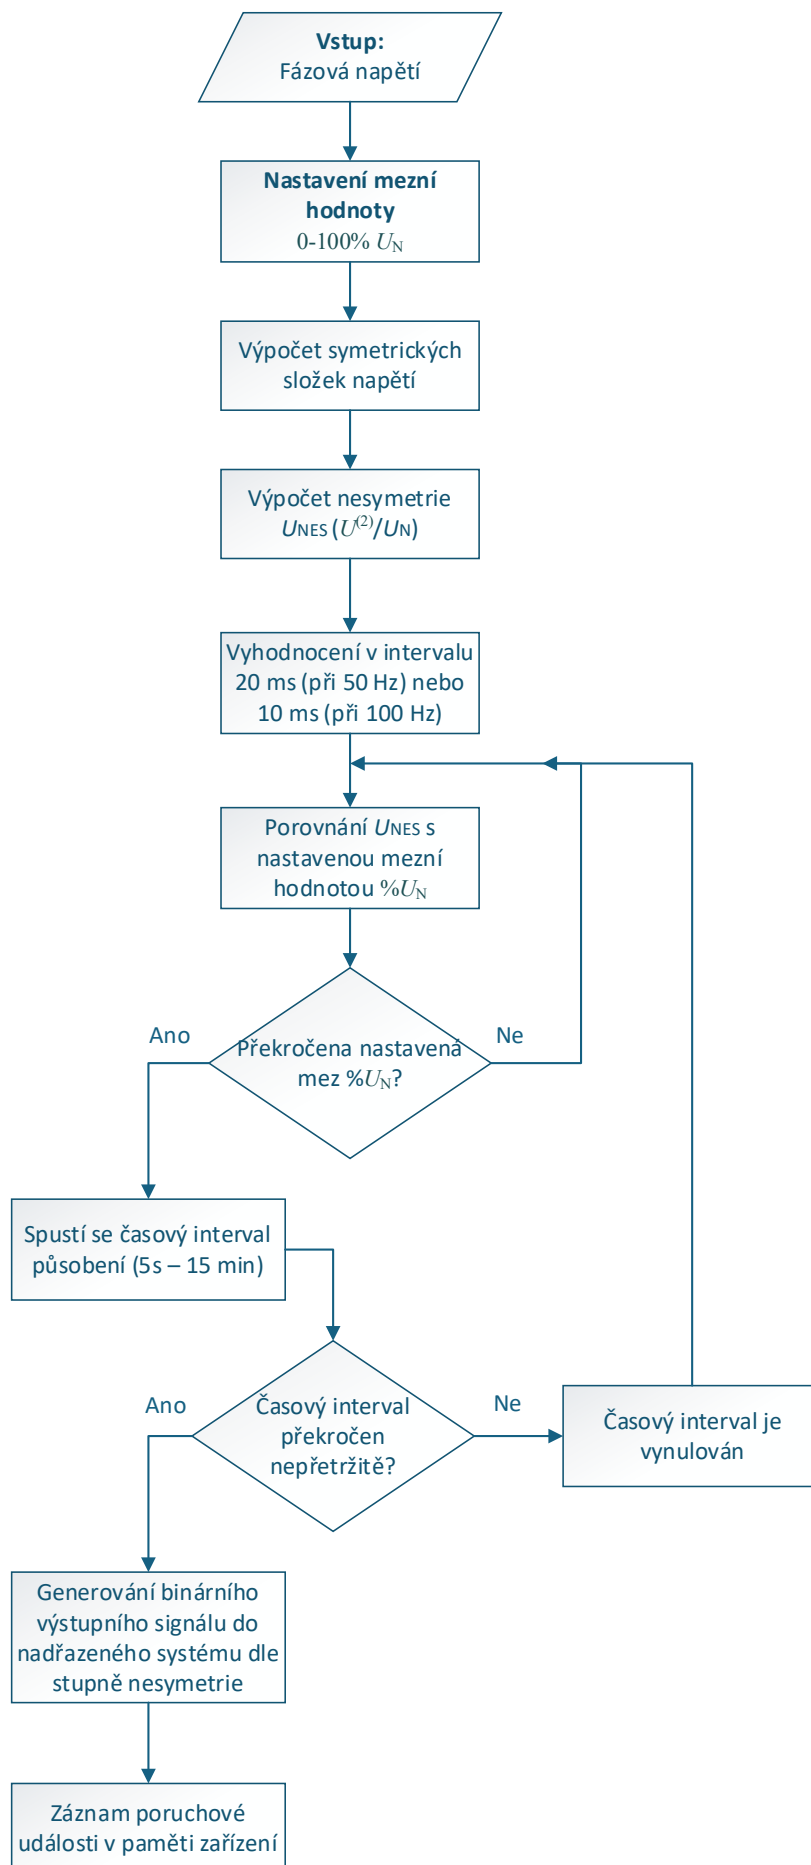 Vstup:
Fázová napětí
Nastavení mezní
hodnoty
0-100% U_N
Výpočet symetrických
složek napětí
Výpočet nesymetrie
UNES (U^(2)/UN)
Vyhodnocení v intervalu
20 ms (při 50 Hz) nebo
10 ms (při 100 Hz)
Porovnání UNES s
nastavenou mezní
hodnotou %U_N
Ano
Ne
Překročena nastavená
mez %U_N?
Spustí se časový interval
působení (5s – 15 min)
Ano
Ne
Časový interval
překročen
nepřetržitě?
Časový interval je
vynulován
Generování binárního
výstupního signálu do
nadřazeného systému dle
stupně nesymetrie
Záznam poruchové
události v paměti zařízení